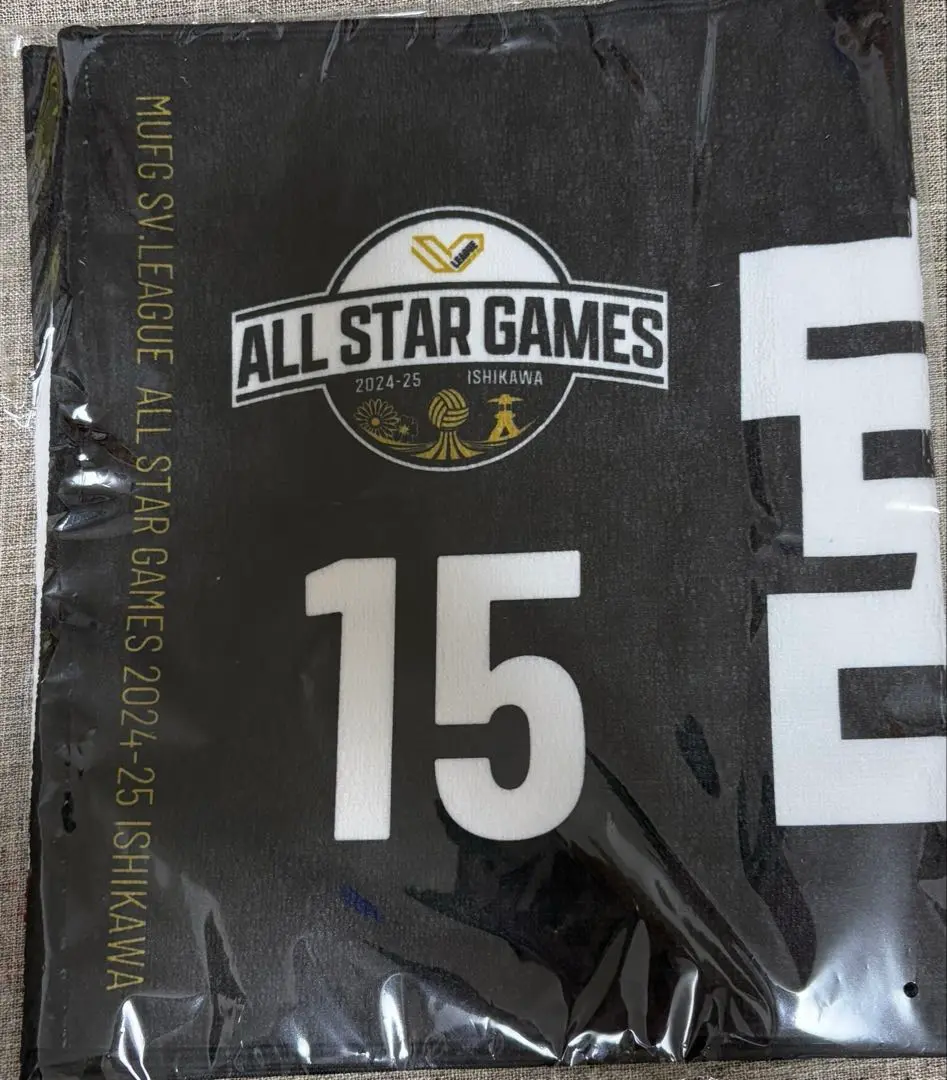 MUFG SV.LEAGUE ALL STAR GAMES 2024-25 ISHIKAWA
V LEAGUE
ALL STAR GAMES
2024-25 ISHIKAWA
15